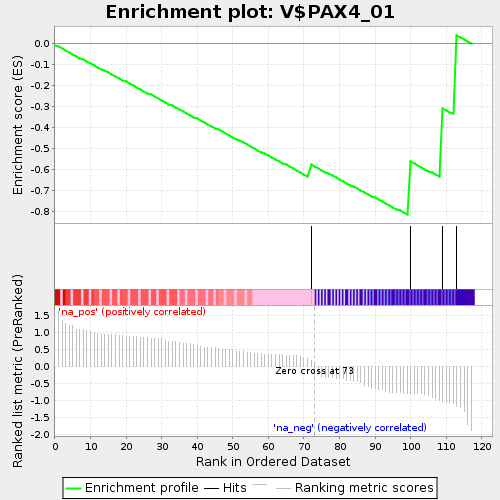 Enrichment plot: V$PAX4_01
Enrichment score (ES)
0.0
-0.1
-0.2
-0.3
-0.4
-0.5
-0.6
-0.7
-0.8
'na_pos' (positively correlated)
Ranked list metric (PreRanked)
1.5
1.0
0.5
0.0
-0.5
-1.0
-1.5
-2.0
Zero cross at 73
'na_neg' (negatively correlated)
0 10 20 30 40 50 60 70 80 90 100 110 120
Rank in Ordered Dataset
Enrichment profile Hits Ranking metric scores